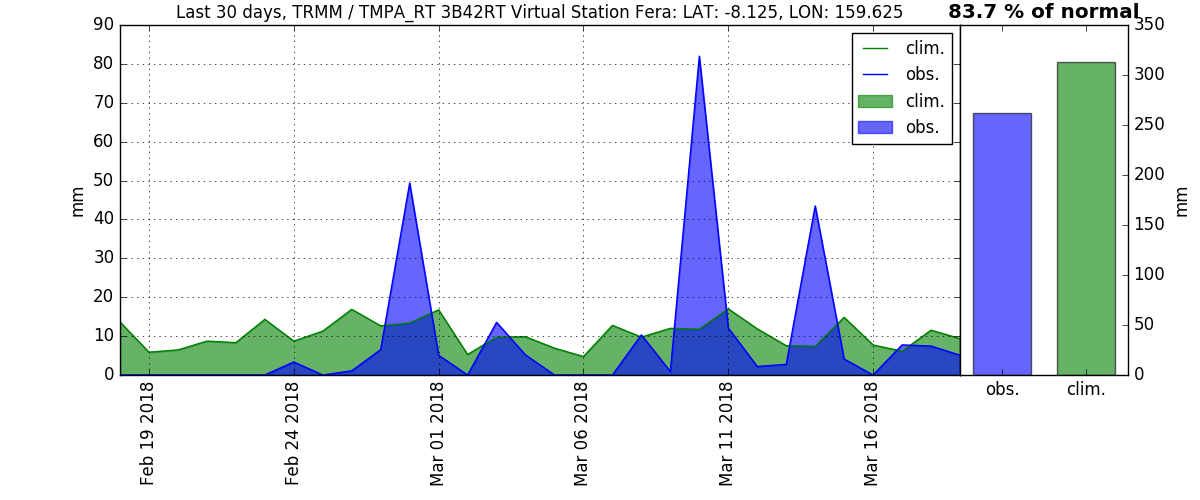 Last 30 days, TRMM / TMPA_RT 3B42RT Virtual Station Fera: LAT: -8.125, LON: 159.625
83.7 % of normal
90
80
70
60
50
40
30
20
10
0
mm
clim.
obs.
clim.
obs.
Feb 19 2018
Feb 24 2018
Mar 01 2018
Mar 06 2018
Mar 11 2018
Mar 16 2018
350
300
250
200
150
100
50
0
mm
obs.
clim.